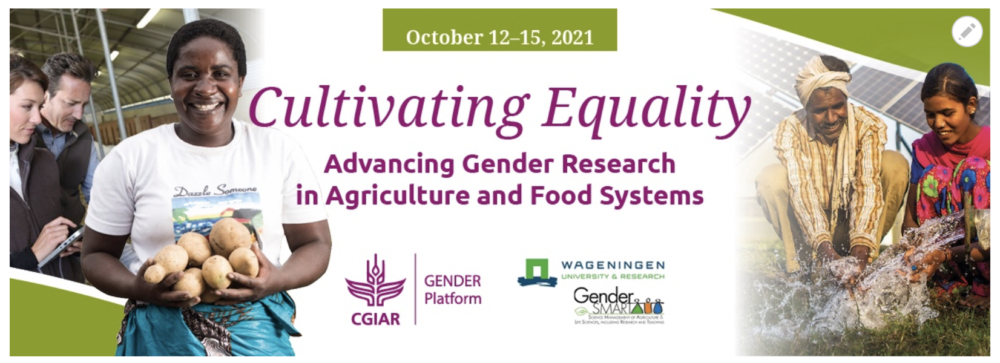 October 12–15, 2021
Cultivating Equality
Advancing Gender Research
in Agriculture and Food Systems
Dazzle Someone
CGIAR
GENDER
Platform
WAGENINGEN
UNIVERSITY & RESEARCH
Gender
SMART
SCIENCE MANAGEMENT OF AGRICULTURE &
LIFE SCIENCES, INCLUDING RESEARCH AND TEACHING